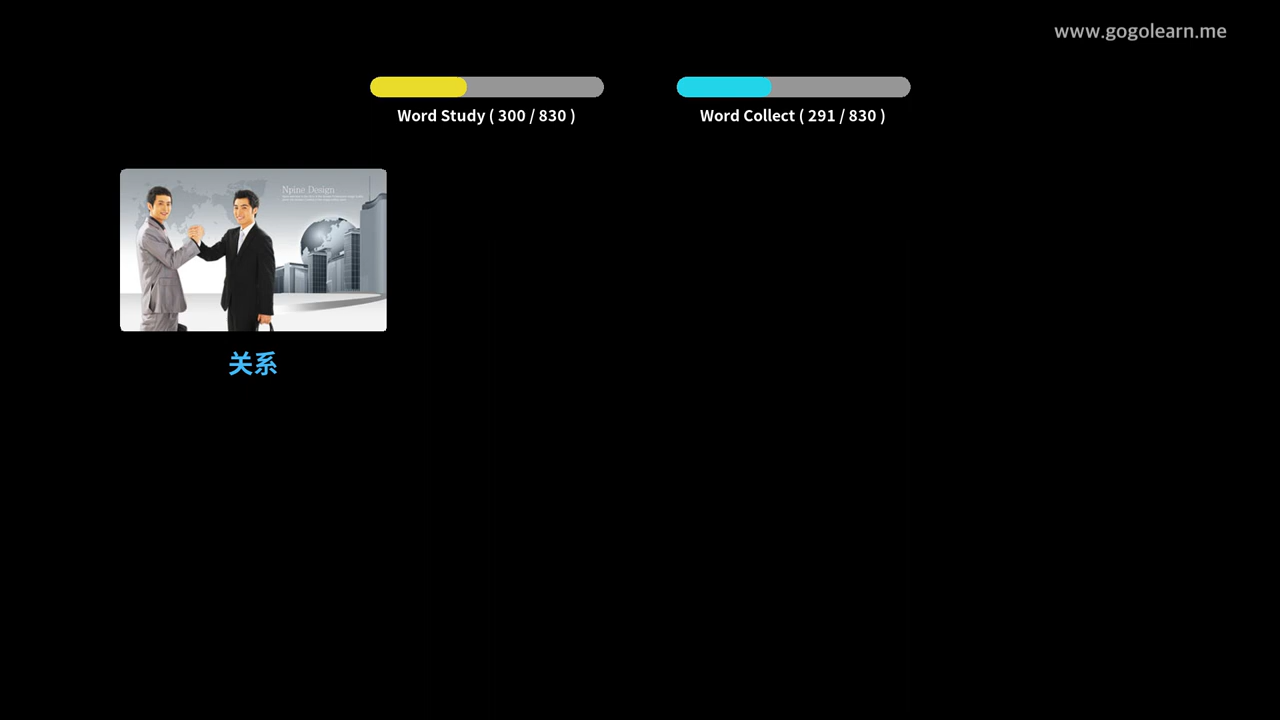 www.gogolearn.me
Word Study ( 300 / 830 )
Word Collect ( 291 / 830 )
Npine Design
关系